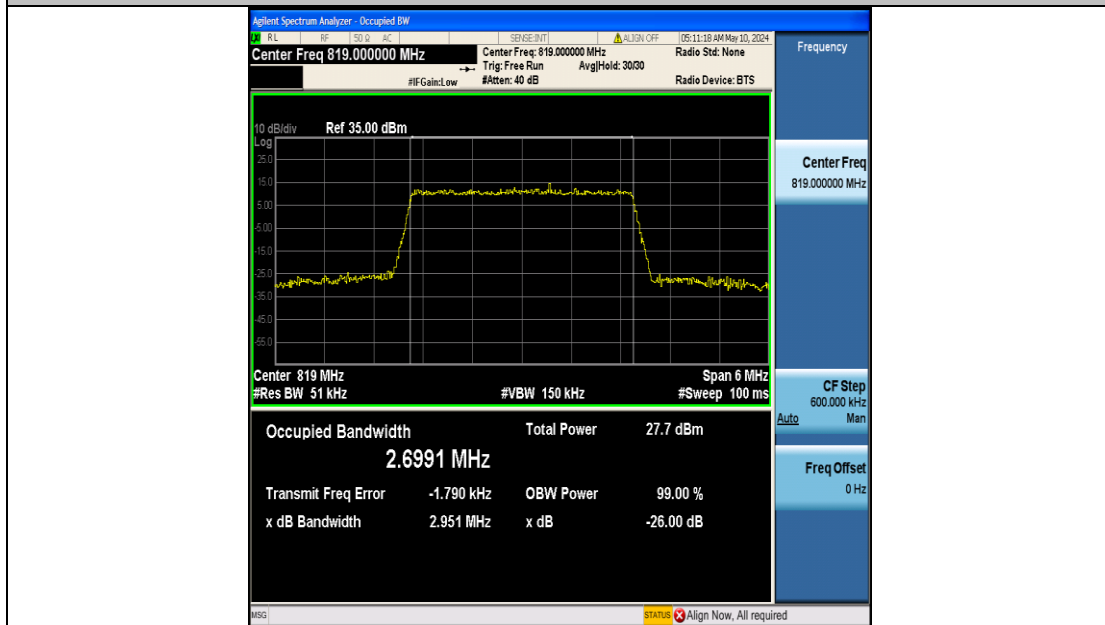 Agilent Spectrum Analyzer - Occupied BW
LXI RL RF 50 Ω AC SENSE:INT ALIGN OFF 05:11:18 AM May 10, 2024
Center Freq 819.000000 MHz
Center Freq: 819.000000 MHz Radio Std: None
Trig: Free Run Avg|Hold: 30/30
#IFGain:Low #Atten: 40 dB Radio Device: BTS
Frequency
10 dB/div Ref 35.00 dBm
Log
25.0
15.0
5.00
-5.00
-15.0
-25.0
-35.0
-45.0
-55.0
Center 819 MHz Span 6 MHz
#Res BW 51 kHz #VBW 150 kHz #Sweep 100 ms
Occupied Bandwidth Total Power 27.7 dBm
2.6991 MHz
Transmit Freq Error -1.790 kHz OBW Power 99.00 %
x dB Bandwidth 2.951 MHz x dB -26.00 dB
Center Freq
819.000000 MHz
CF Step
600.000 kHz
Auto Man
Freq Offset
0 Hz
MSG STATUS Align Now, All required